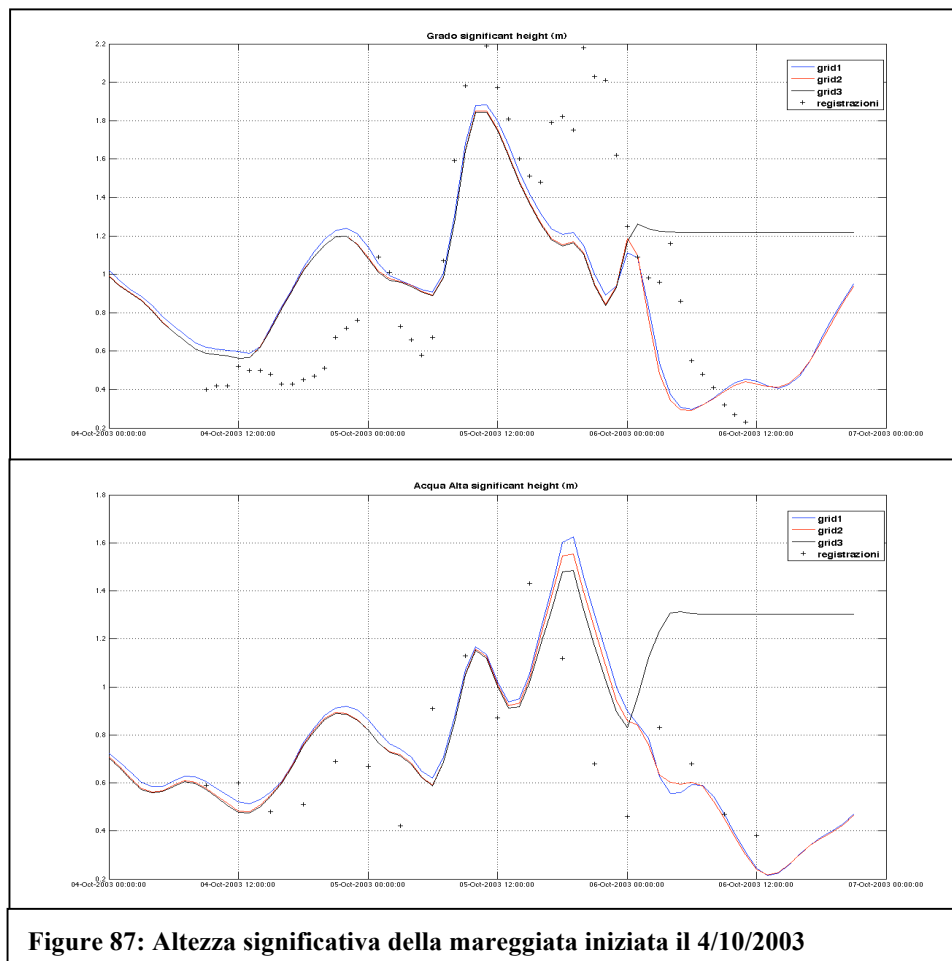 Grado significant height (m)
2.2
2
1.8
1.6
1.4
1.2
1
0.8
0.6
0.4
0.2
grid1
grid2
grid3
registrazioni
04-Oct-2003 00:00:00
04-Oct-2003 12:00:00
05-Oct-2003 00:00:00
05-Oct-2003 12:00:00
06-Oct-2003 00:00:00
06-Oct-2003 12:00:00
07-Oct-2003 00:00:00
Acqua Alta significant height (m)
1.8
1.6
1.4
1.2
1
0.8
0.6
0.4
0.2
grid1
grid2
grid3
registrazioni
04-Oct-2003 00:00:00
04-Oct-2003 12:00:00
05-Oct-2003 00:00:00
05-Oct-2003 12:00:00
06-Oct-2003 00:00:00
06-Oct-2003 12:00:00
07-Oct-2003 00:00:00
Figure 87: Altezza significativa della mareggiata iniziata il 4/10/2003